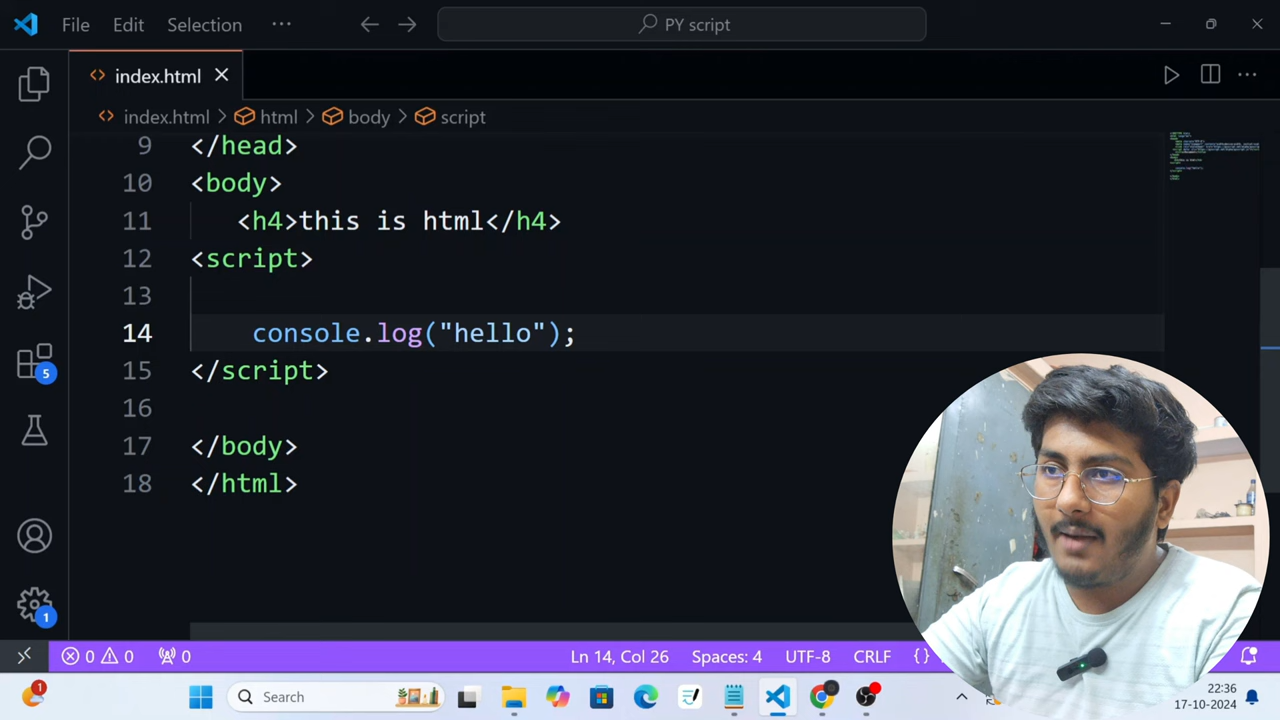 File Edit Selection ··· PY script
index.html
index.html > html > body > script
9 </head>
10 <body>
11 <h4>this is html</h4>
12 <script>
13
14 console.log("hello");
15 </script>
16
17 </body>
18 </html>
5
1
0 0 0 Ln 14, Col 26 Spaces: 4 UTF-8 CRLF {}
1 Search 22:36
17-10-2024